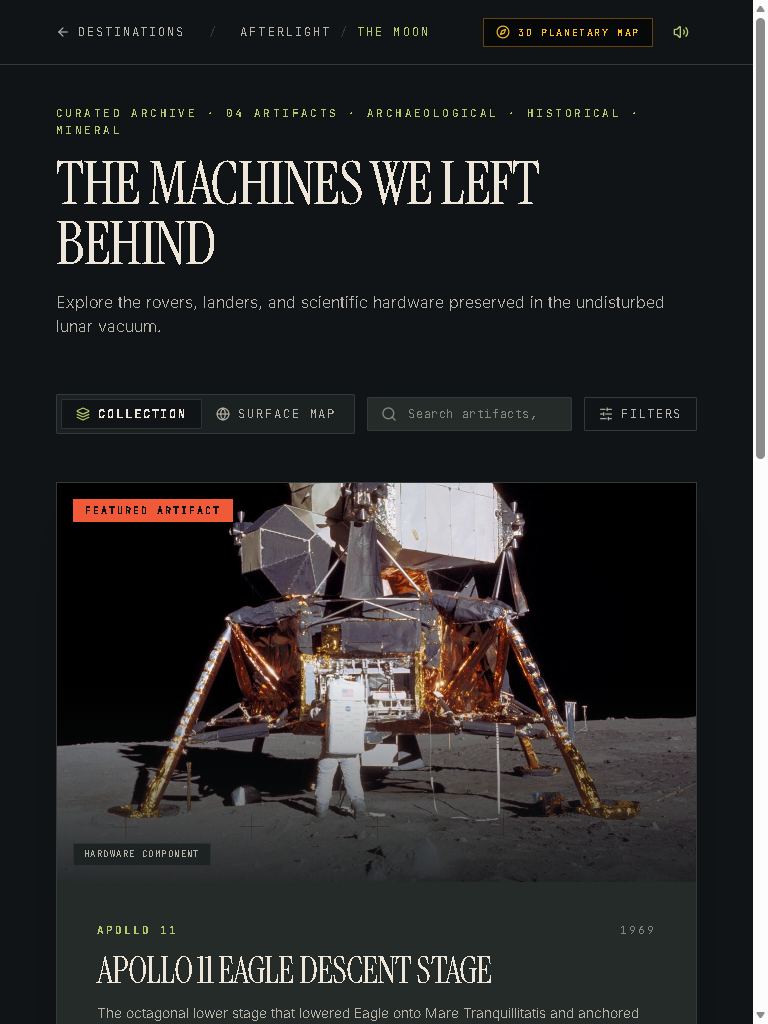 DESTINATIONS / AFTERLIGHT / THE MOON 3D PLANETARY MAP
CURATED ARCHIVE · 04 ARTIFACTS · ARCHAEOLOGICAL · HISTORICAL ·
MINERAL
THE MACHINES WE LEFT
BEHIND
Explore the rovers, landers, and scientific hardware preserved in the undisturbed
lunar vacuum.
COLLECTION SURFACE MAP Search artifacts, FILTERS
FEATURED ARTIFACT
HARDWARE COMPONENT
APOLLO 11 1969
APOLLO 11 EAGLE DESCENT STAGE
The octagonal lower stage that lowered Eagle onto Mare Tranquillitatis and anchored